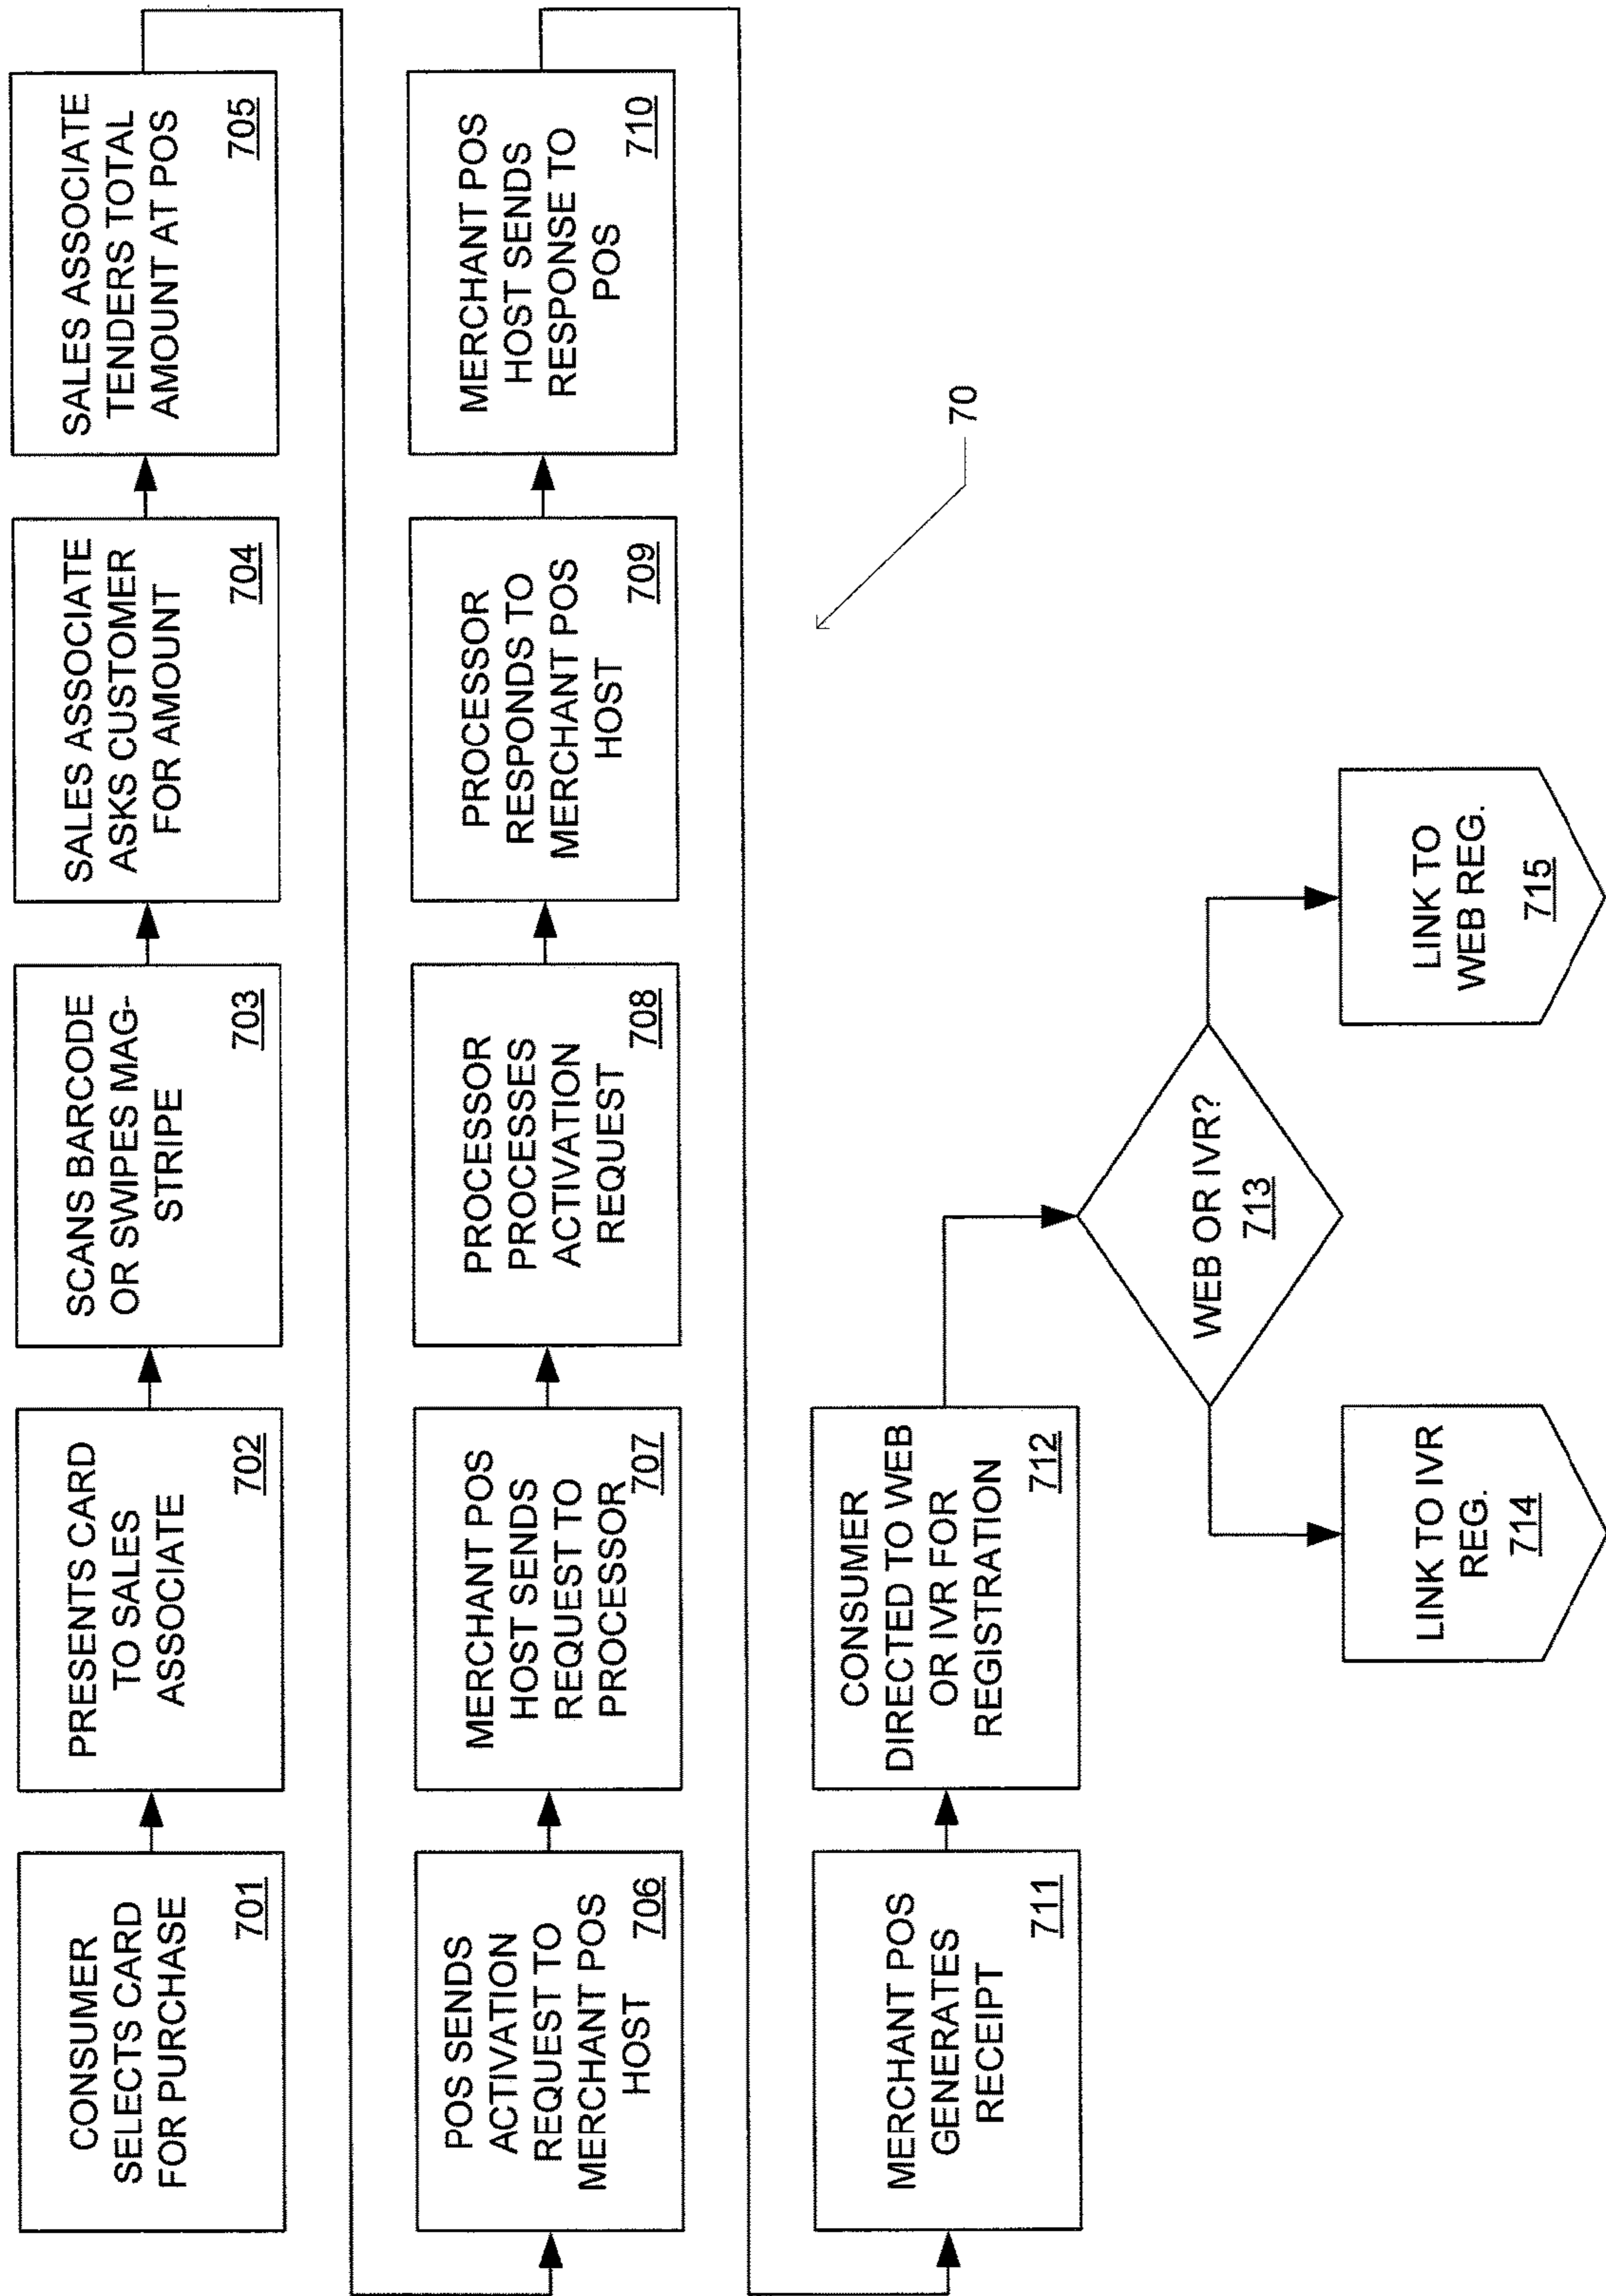 CONSUMER
SELECTS CARD
FOR PURCHASE
701
PRESENTS CARD
TO SALES
ASSOCIATE
702
SCANS BARCODE
OR SWIPES MAG-
STRIPE
703
SALES ASSOCIATE
ASKS CUSTOMER
FOR AMOUNT
704
SALES ASSOCIATE
TENDERS TOTAL
AMOUNT AT POS
705
POS SENDS
ACTIVATION
REQUEST TO
MERCHANT POS
HOST
706
MERCHANT POS
HOST SENDS
REQUEST TO
PROCESSOR
707
PROCESSOR
PROCESSES
ACTIVATION
REQUEST
708
PROCESSOR
RESPONDS TO
MERCHANT POS
HOST
709
MERCHANT POS
HOST SENDS
RESPONSE TO
POS
710
MERCHANT POS
GENERATES
RECEIPT
711
CONSUMER
DIRECTED TO WEB
OR IVR FOR
REGISTRATION
712
70
WEB OR IVR?
713
LINK TO IVR
REG.
714
LINK TO
WEB REG.
715